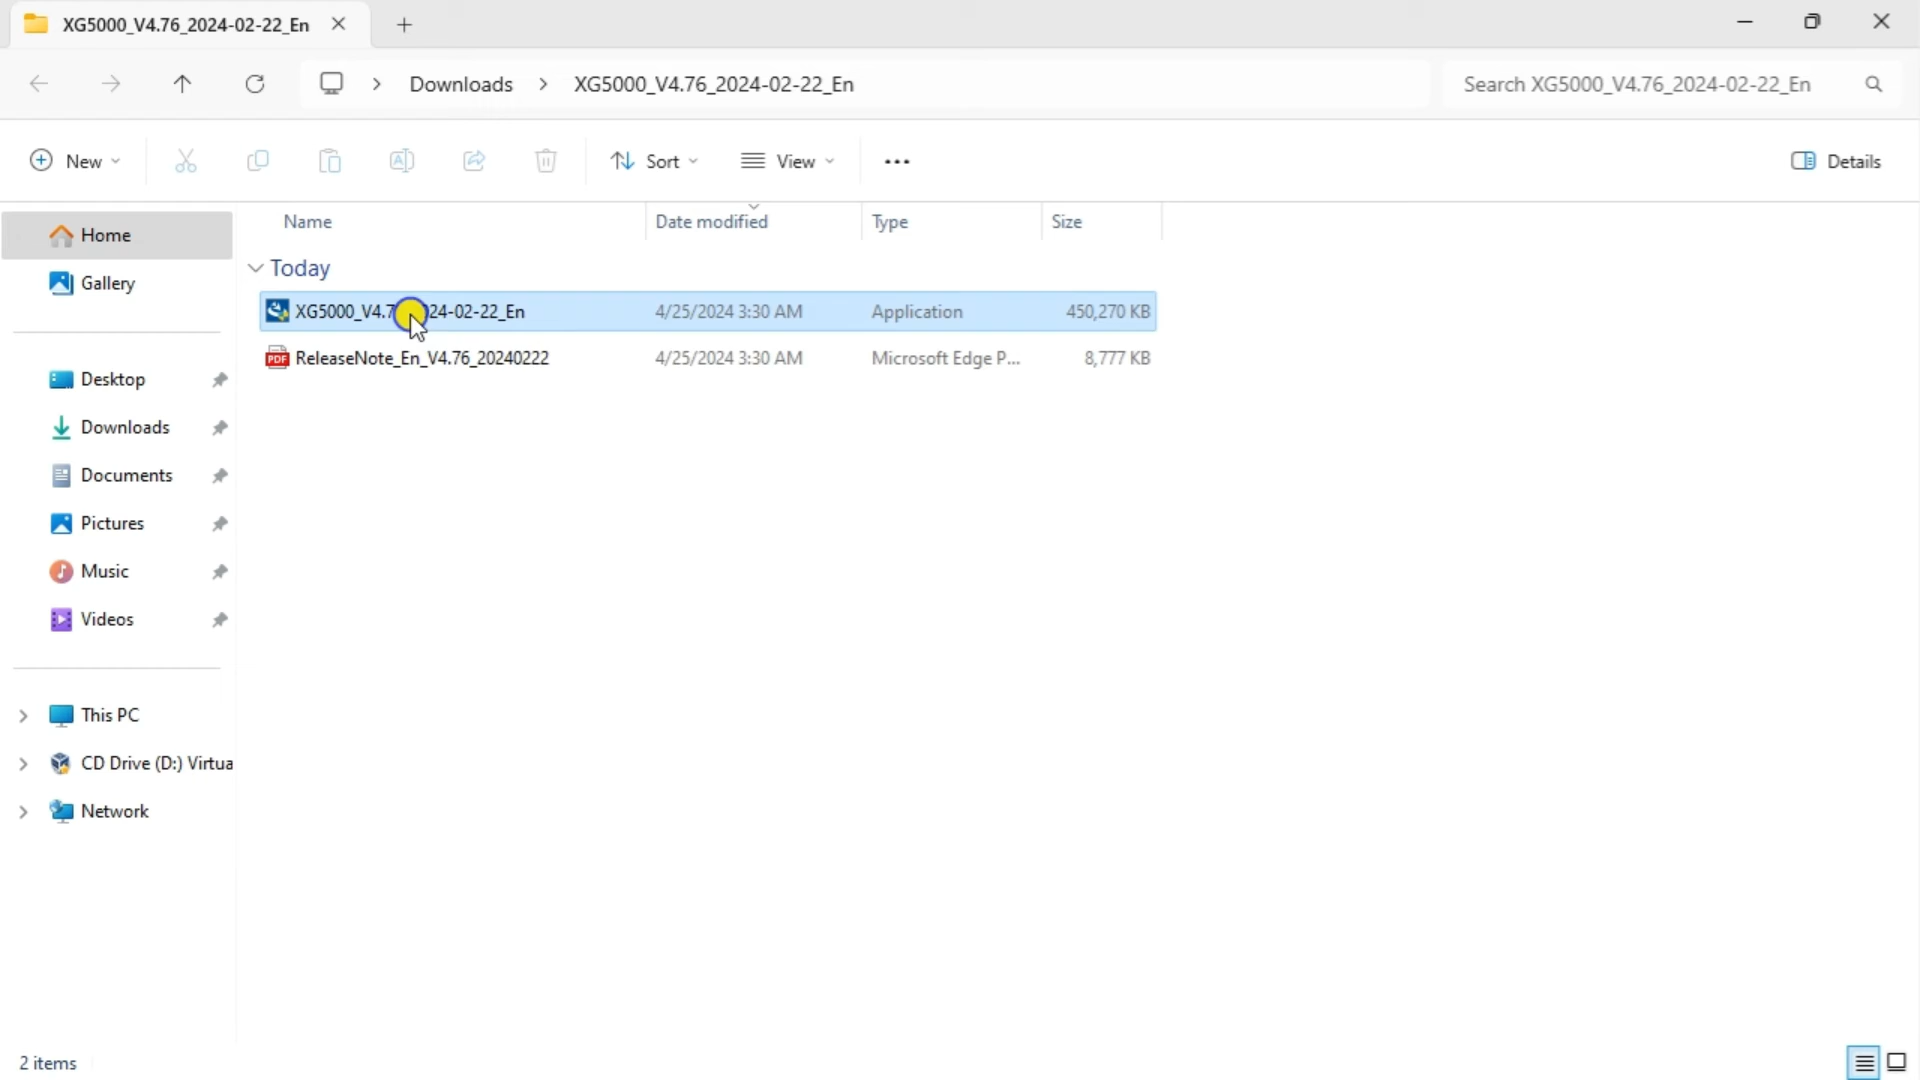 XG5000_V4.76_2024-02-22_En
Downloads XG5000_V4.76_2024-02-22_En Search XG5000_V4.76_2024-02-22_En
New Sort View Details
Name Date modified Type Size
Home
Gallery
Today
XG5000_V4.7 24-02-22_En 4/25/2024 3:30 AM Application 450,270 KB
PDF ReleaseNote_En_V4.76_20240222 4/25/2024 3:30 AM Microsoft Edge P... 8,777 KB
Desktop
Downloads
Documents
Pictures
Music
Videos
This PC
CD Drive (D:) Virtua
Network
2 items